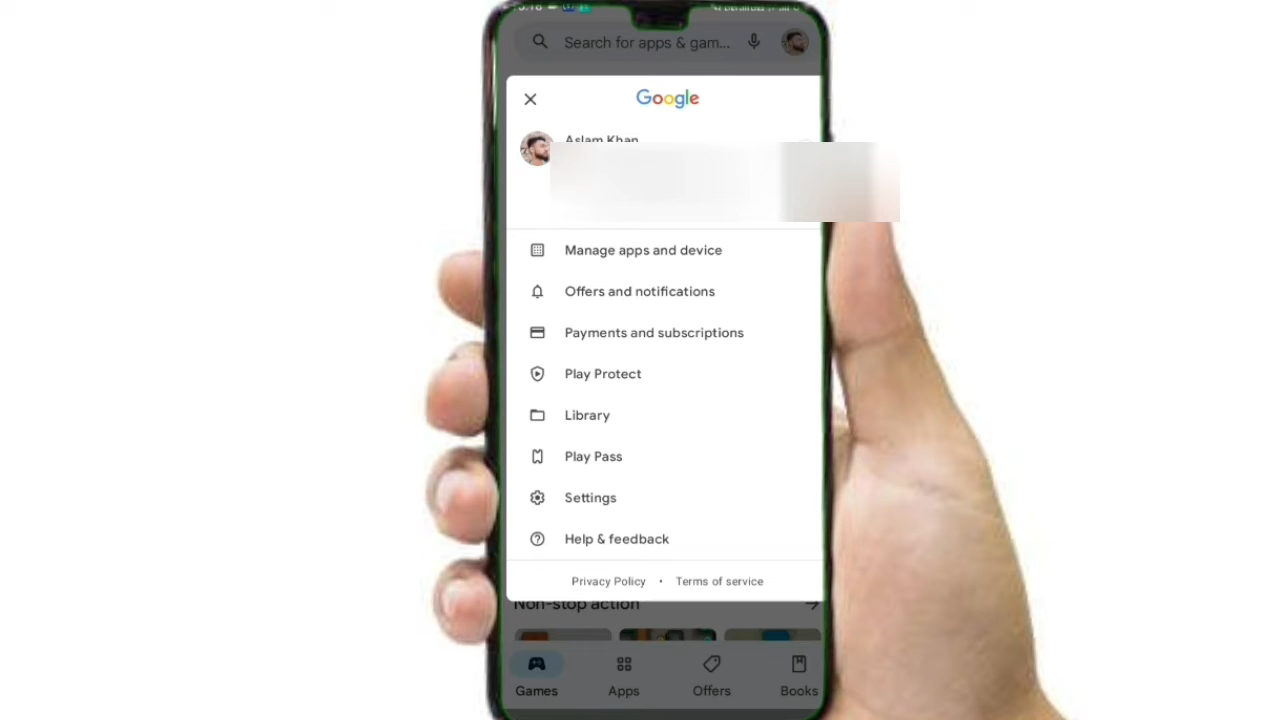 Search for apps & gam...
Google
Aslam Khan
Manage apps and device
Offers and notifications
Payments and subscriptions
Play Protect
Library
Play Pass
Settings
Help & feedback
Privacy Policy • Terms of service
Non-stop action
Games Apps Offers Books